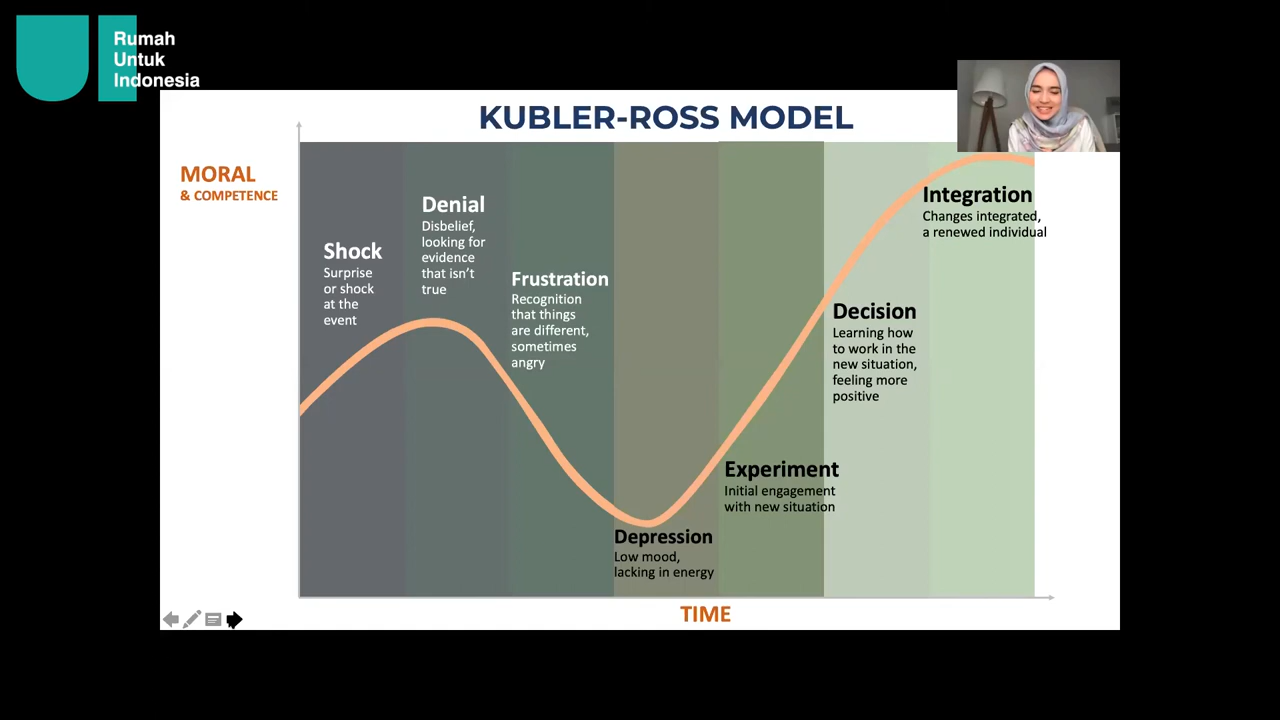 Rumah
Untuk
Indonesia
KUBLER-ROSS MODEL
MORAL
& COMPETENCE
Shock
Surprise
or shock
at the
event
Denial
Disbelief,
looking for
evidence
that isn’t
true
Frustration
Recognition
that things
are different,
sometimes
angry
Depression
Low mood,
lacking in energy
Experiment
Initial engagement
with new situation
Decision
Learning how
to work in the
new situation,
feeling more
positive
Integration
Changes integrated,
a renewed individual
TIME